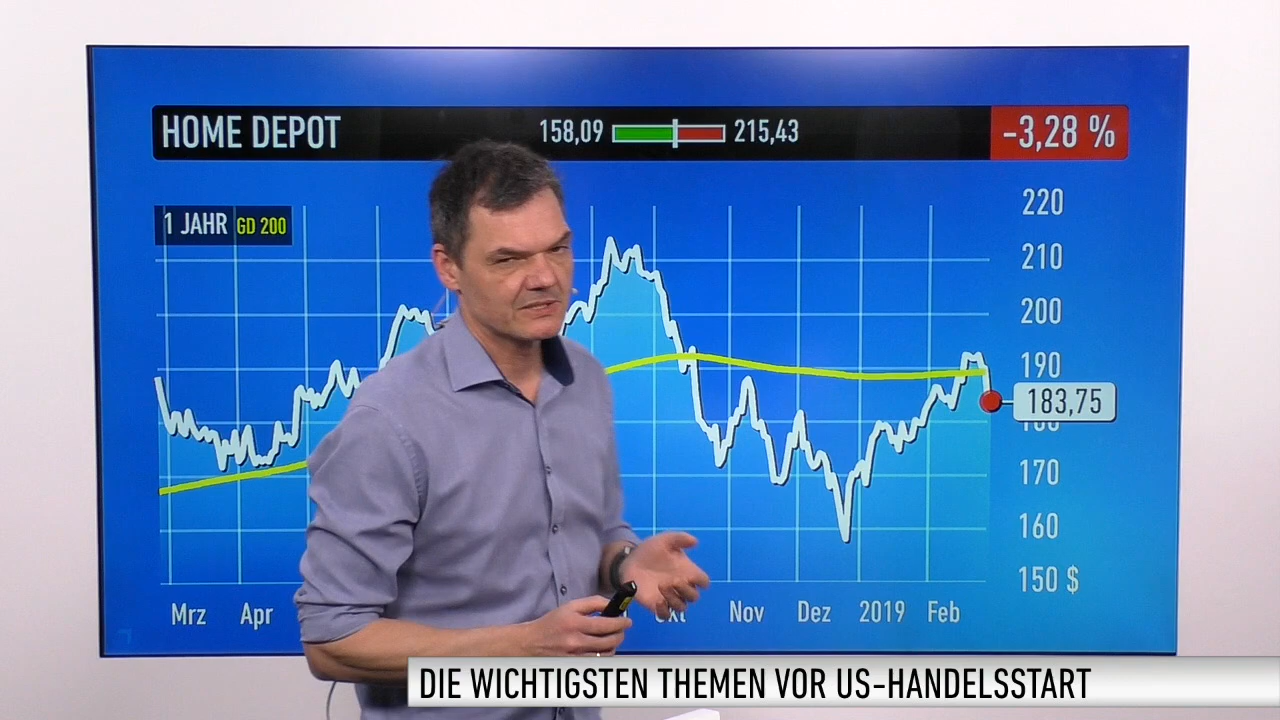 HOME DEPOT 158,09 215,43 -3,28 %
1 JAHR GD 200
220
210
200
190
183,75
170
160
150 $
Mrz Apr Nov Dez 2019 Feb
DIE WICHTIGSTEN THEMEN VOR US-HANDELSSTART